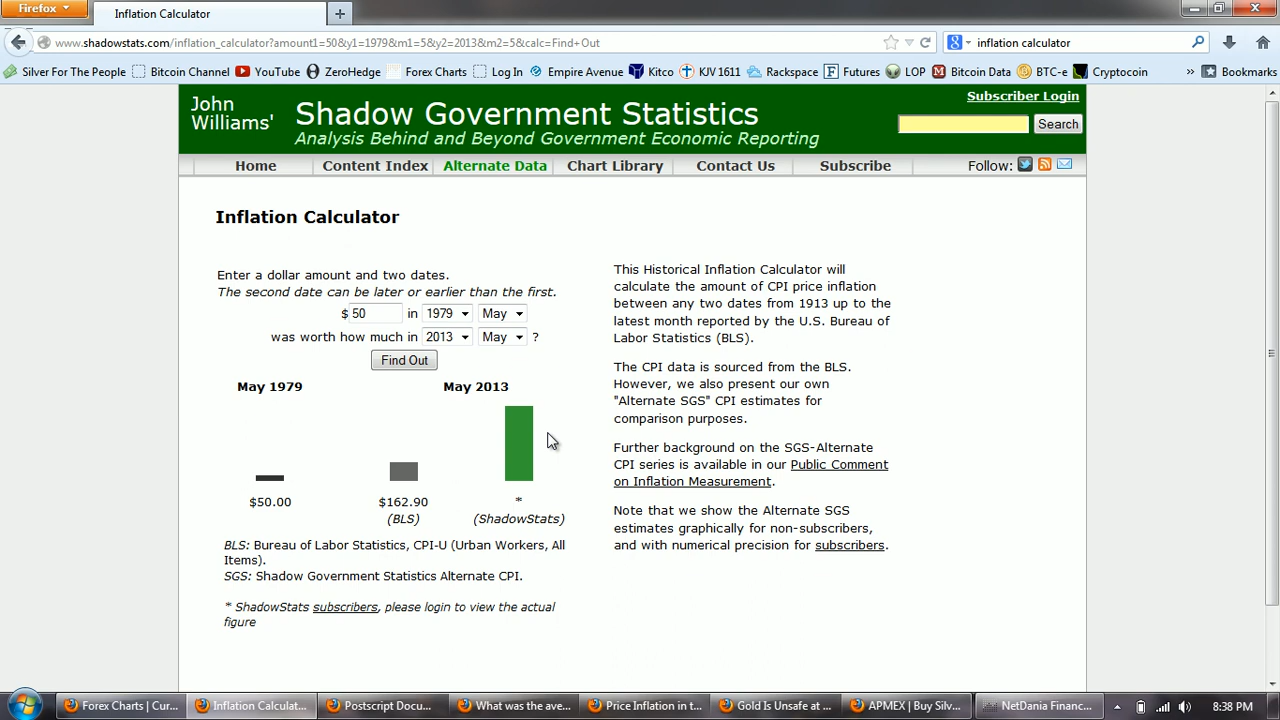 Firefox
Inflation Calculator
www.shadowstats.com/inflation_calculator?amount1=50&y1=1979&m1=5&y2=2013&m2=5&calc=Find+Out
inflation calculator
Silver For The People
Bitcoin Channel
YouTube
ZeroHedge
Forex Charts
Log In
Empire Avenue
Kitco
KJV 1611
Rackspace
Futures
LOP
Bitcoin Data
BTC-e
Cryptocoin
»
Bookmarks
John
Williams'
Shadow Government Statistics
Analysis Behind and Beyond Government Economic Reporting
Subscriber Login
Search
Home
Content Index
Alternate Data
Chart Library
Contact Us
Subscribe
Follow:
Inflation Calculator
Enter a dollar amount and two dates.
The second date can be later or earlier than the first.
$ 50 in 1979 May
was worth how much in 2013 May ?
Find Out
May 1979
May 2013
$50.00
$162.90
*
(BLS)
(ShadowStats)
BLS: Bureau of Labor Statistics, CPI-U (Urban Workers, All
Items).
SGS: Shadow Government Statistics Alternate CPI.
* ShadowStats subscribers, please login to view the actual
figure
This Historical Inflation Calculator will
calculate the amount of CPI price inflation
between any two dates from 1913 up to the
latest month reported by the U.S. Bureau of
Labor Statistics (BLS).
The CPI data is sourced from the BLS.
However, we also present our own
"Alternate SGS" CPI estimates for
comparison purposes.
Further background on the SGS-Alternate
CPI series is available in our Public Comment
on Inflation Measurement.
Note that we show the Alternate SGS
estimates graphically for non-subscribers,
and with numerical precision for subscribers.
Forex Charts | Cur...
Inflation Calculat...
Postscript Docu...
What was the ave...
Price Inflation in t...
Gold Is Unsafe at ...
APMEX | Buy Silv...
NetDania Financ...
8:38 PM